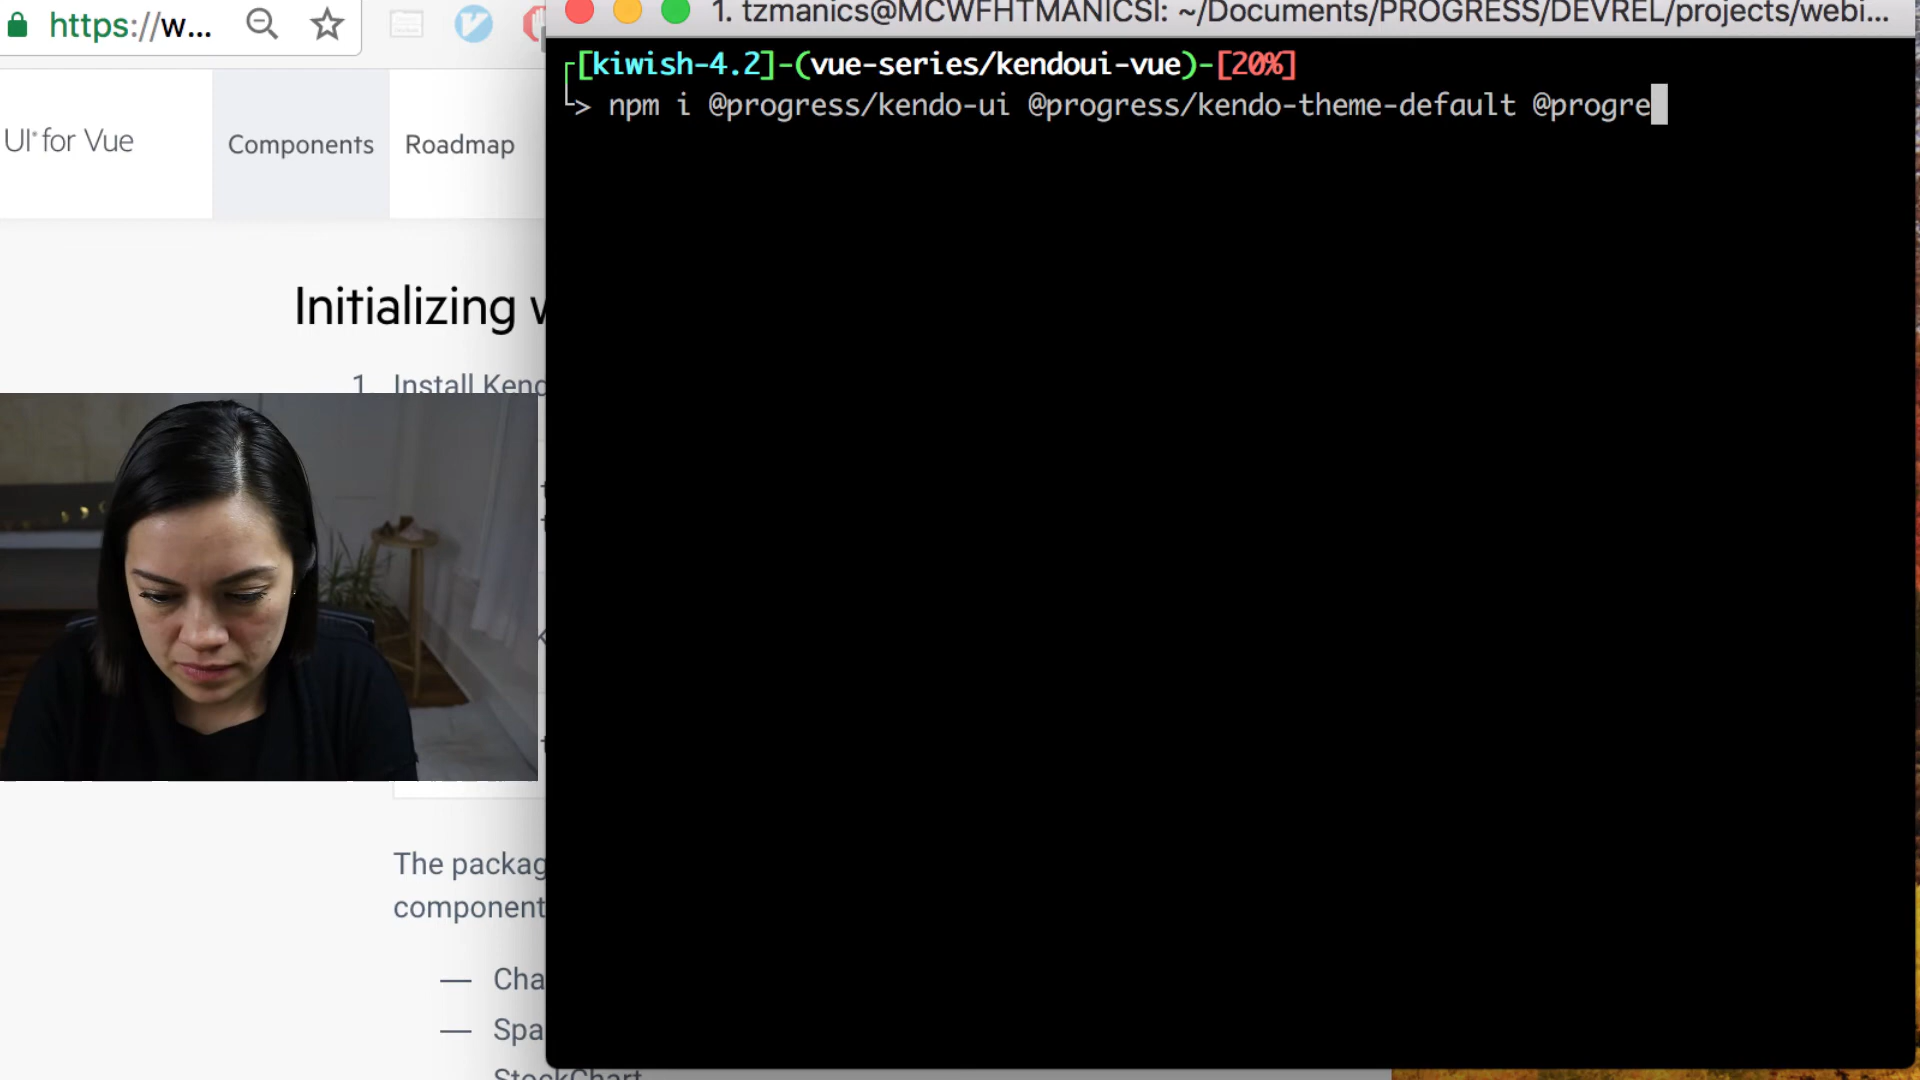 https://w...
1. tzmanics@MCWFHTMANICSI: ~/Documents/PROGRESS/DEVREL/projects/webi...
[kiwish-4.2]-(vue-series/kendoui-vue)-[20%]
> npm i @progress/kendo-ui @progress/kendo-theme-default @progre
UI® for Vue
Components
Roadmap
Initializing
1. Install Kend
The packag
component
— Cha
— Spa
StockChart